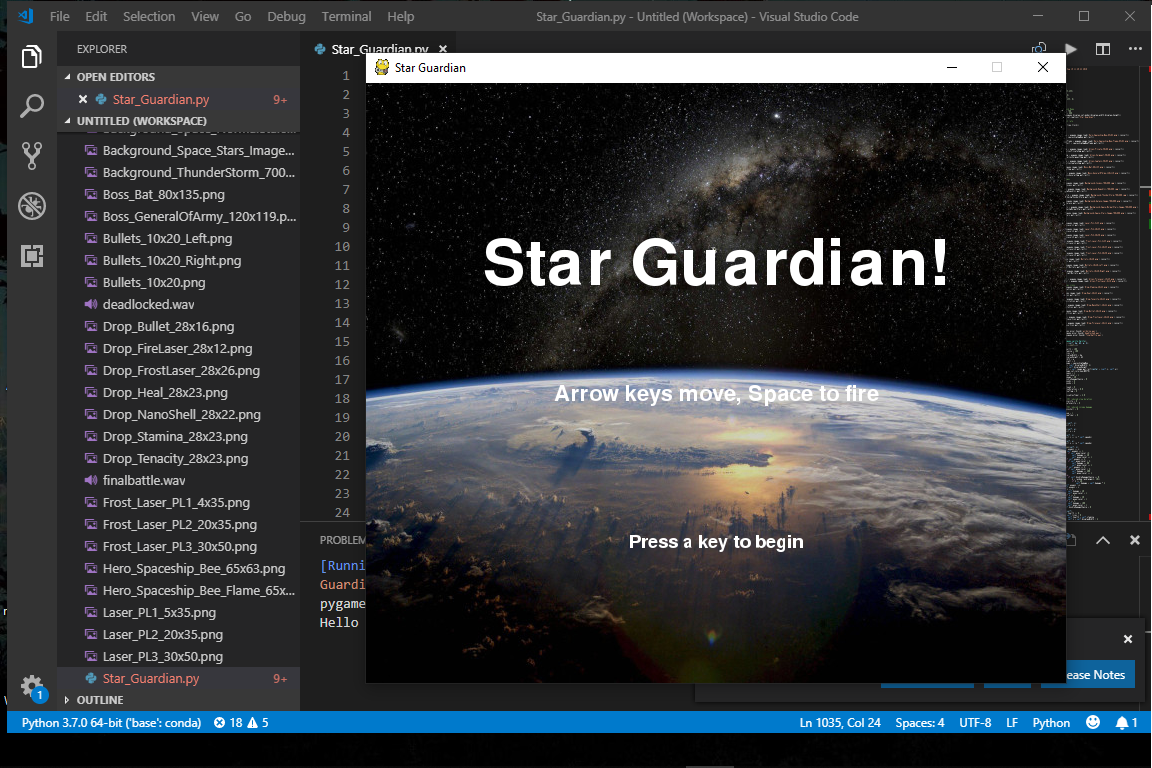 File Edit Selection View Go Debug Terminal Help
Star_Guardian.py - Untitled (Workspace) - Visual Studio Code
EXPLORER
OPEN EDITORS
Star_Guardian.py 9+
UNTITLED (WORKSPACE)
Background_Space_Stars_Image...
Background_ThunderStorm_700...
Boss_Bat_80x135.png
Boss_GeneralOfArmy_120x119.p...
Bullets_10x20_Left.png
Bullets_10x20_Right.png
Bullets_10x20.png
deadlocked.wav
Drop_Bullet_28x16.png
Drop_FireLaser_28x12.png
Drop_FrostLaser_28x26.png
Drop_Heal_28x23.png
Drop_NanoShell_28x22.png
Drop_Stamina_28x23.png
Drop_Tenacity_28x23.png
finalbattle.wav
Frost_Laser_PL1_4x35.png
Frost_Laser_PL2_20x35.png
Frost_Laser_PL3_30x50.png
Hero_Spaceship_Bee_65x63.png
Hero_Spaceship_Bee_Flame_65x...
Laser_PL1_5x35.png
Laser_PL2_20x35.png
Laser_PL3_30x50.png
Star_Guardian.py 9+
OUTLINE
1
Star_Guardian.py
1
2
3
4
5
6
7
8
9
10
11
12
13
14
15
16
17
18
19
20
21
22
23
24
Star Guardian
Star Guardian!
Arrow keys move, Space to fire
Press a key to begin
PROBLEM
[Runni
Guardi
pygame
Hello
ease Notes
Python 3.7.0 64-bit ('base': conda) 18 5
Ln 1035, Col 24 Spaces: 4 UTF-8 LF Python 1